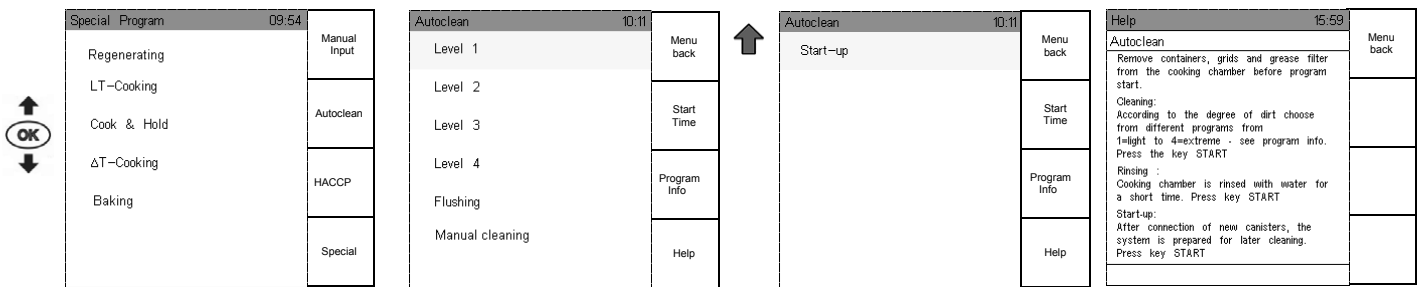 OK
Special Program 09:54
Regenerating
LT-Cooking
Cook & Hold
ΔT-Cooking
Baking
Manual
Input
Autoclean
HACCP
Special
Autoclean 10:11
Level 1
Level 2
Level 3
Level 4
Flushing
Manual cleaning
Menu
back
Start
Time
Program
Info
Help
Autoclean 10:11
Start-up
Menu
back
Start
Time
Program
Info
Help
Help 15:59
Autoclean
Remove containers, grids and grease filter
from the cooking chamber before program
start.
Cleaning:
According to the degree of dirt choose
from different programs from
1=light to 4=extreme - see program info.
Press the key START
Rinsing :
Cooking chamber is rinsed with water for
a short time. Press key START
Start-up:
After connection of new canisters, the
system is prepared for later cleaning.
Press key START
Menu
back